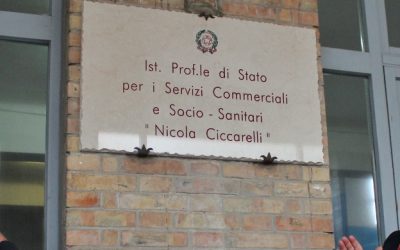 Ist. Prof.le di Stato
per i Servizi Commerciali
e Socio - Sanitari
" Nicola Ciccarelli "